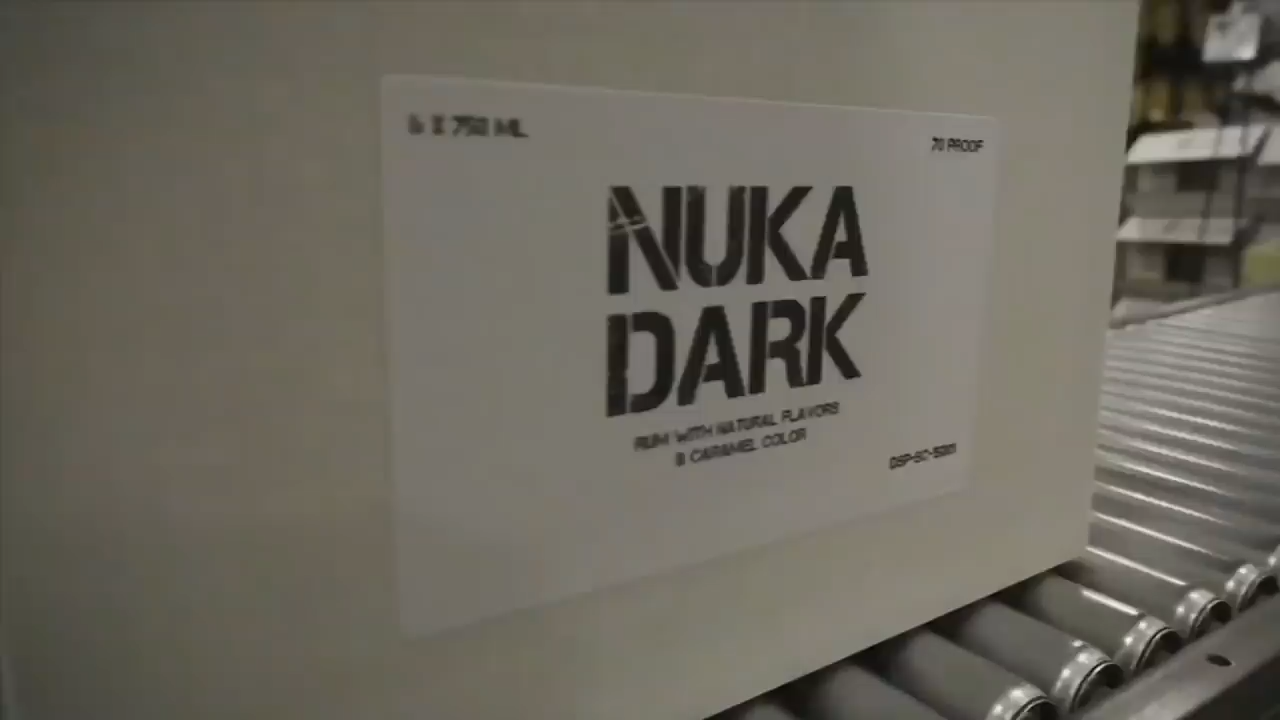 6 X 750 ML
70 PROOF
NUKA
DARK
RUM WITH NATURAL FLAVORS
& CARAMEL COLOR